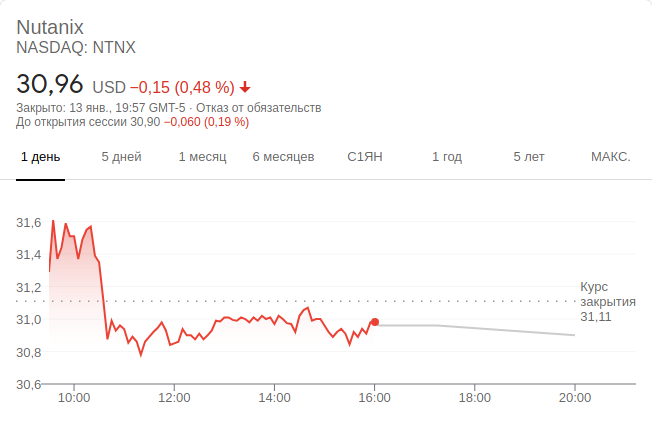 Nutanix
NASDAQ: NTNX
30,96 USD −0,15 (0,48 %)
Закрыто: 13 янв., 19:57 GMT-5 · Отказ от обязательств
До открытия сессии 30,90 −0,060 (0,19 %)
1 день 5 дней 1 месяц 6 месяцев С1ЯН 1 год 5 лет МАКС.
31,6
31,4
31,2
31,0
30,8
30,6
Курс
закрытия
31,11
10:00 12:00 14:00 16:00 18:00 20:00